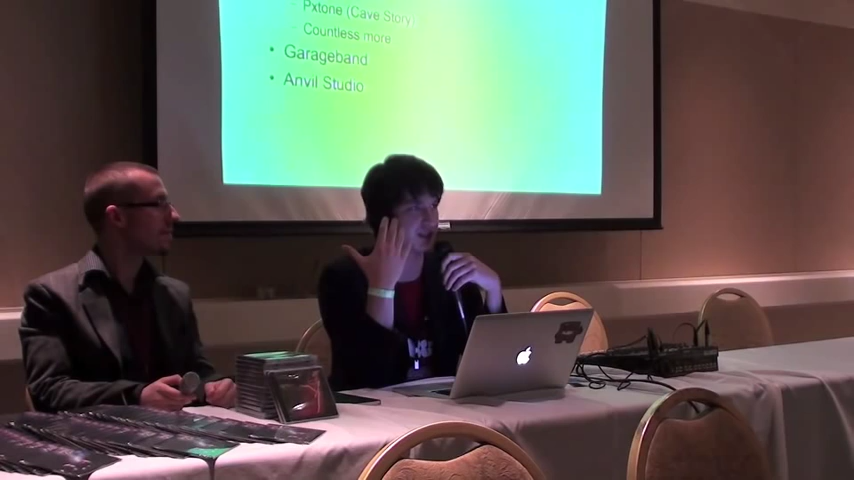 - Pxtone (Cave Story)
- Countless more
• Garageband
• Anvil Studio